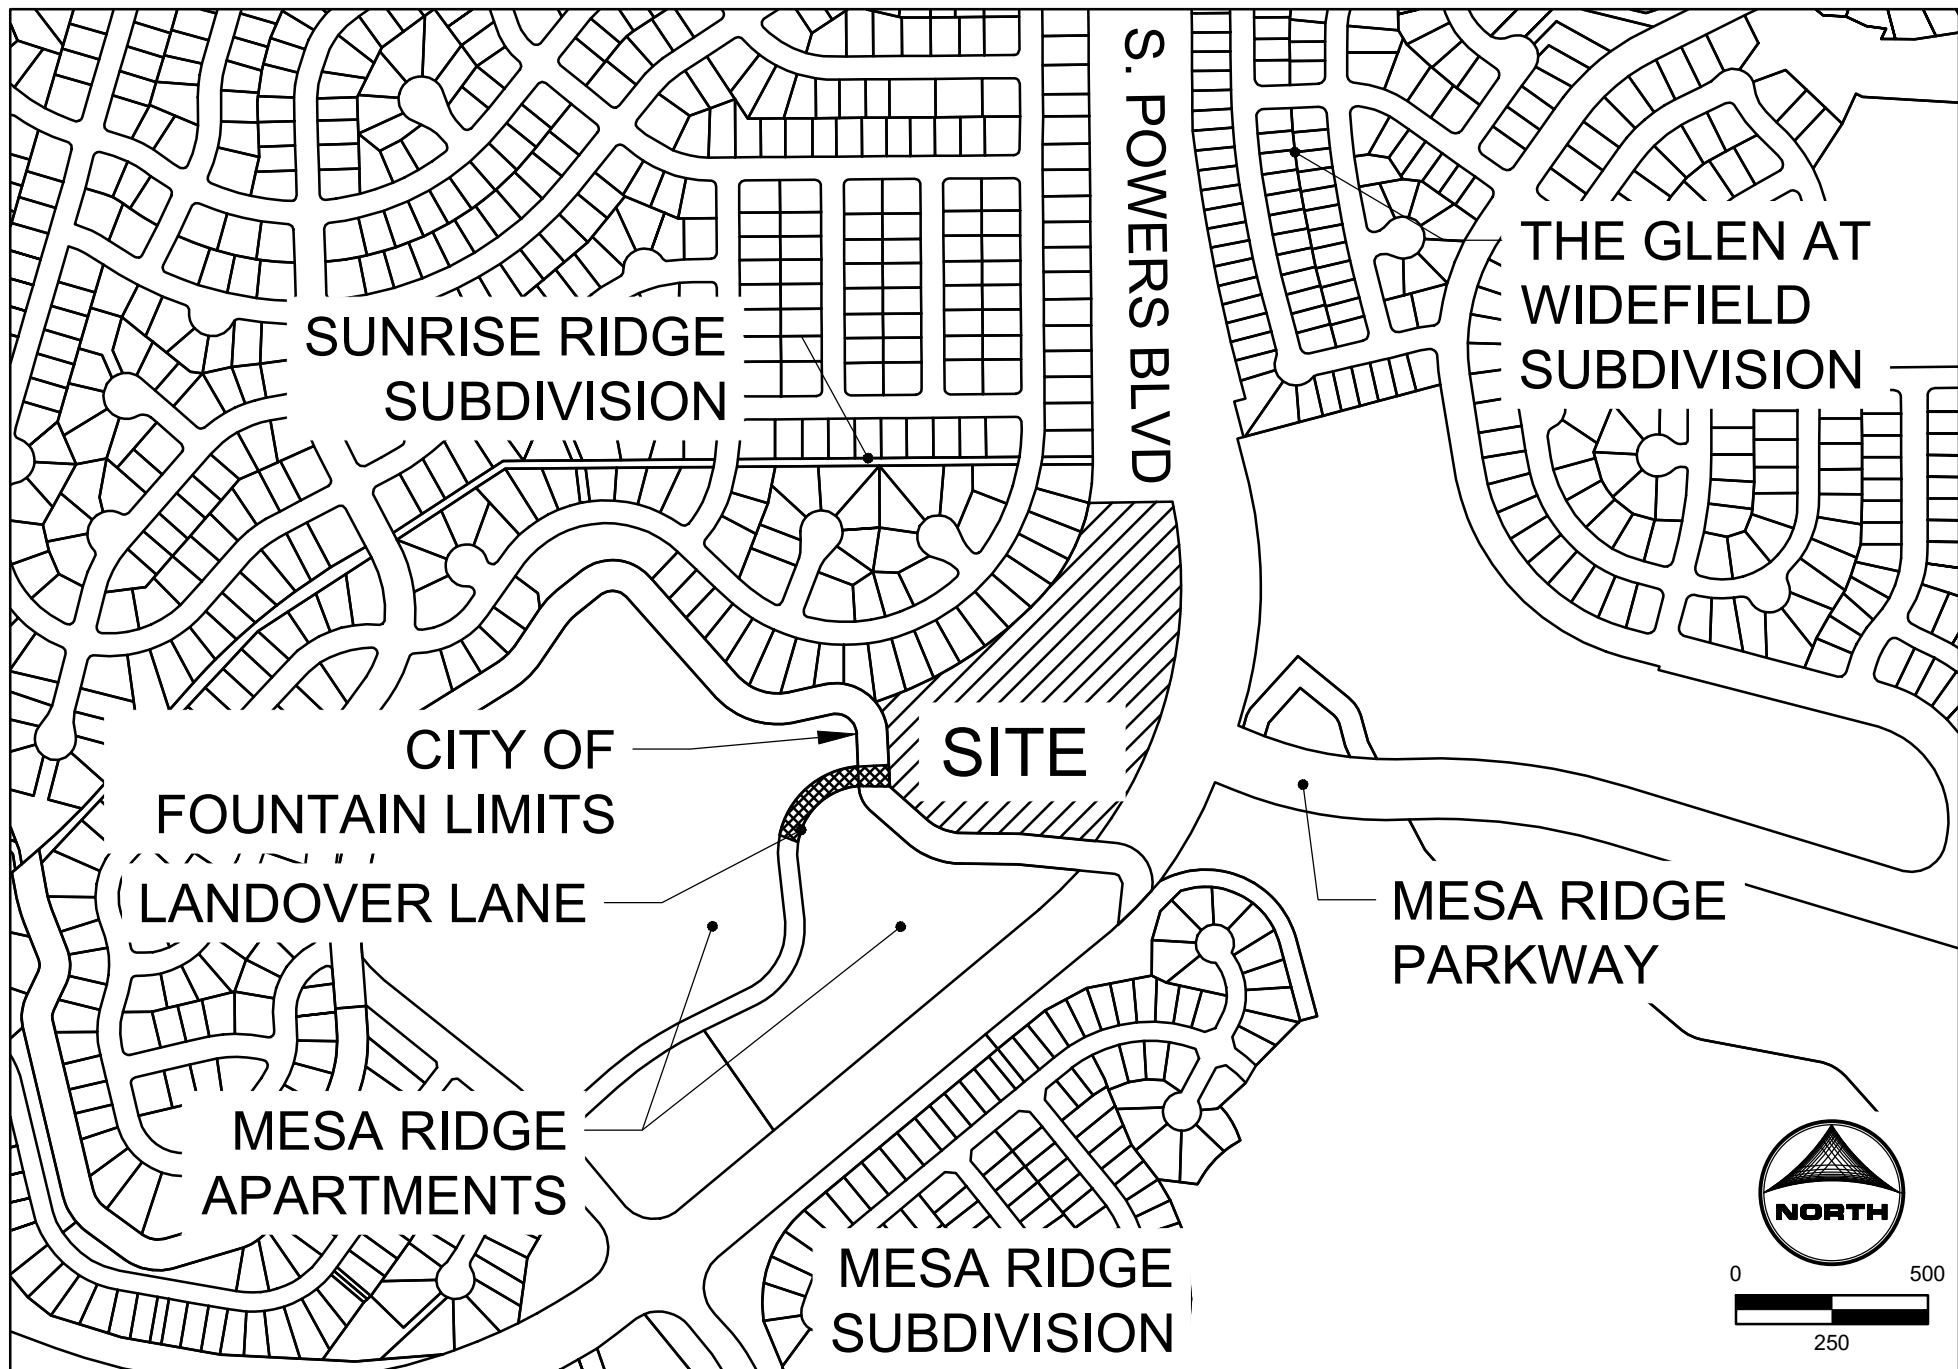 S. POWERS BLVD
THE GLEN AT
WIDEFIELD
SUBDIVISION
SUNRISE RIDGE
SUBDIVISION
CITY OF
FOUNTAIN LIMITS
SITE
LANDOVER LANE
MESA RIDGE
PARKWAY
MESA RIDGE
APARTMENTS
MESA RIDGE
SUBDIVISION
NORTH
0 500
250